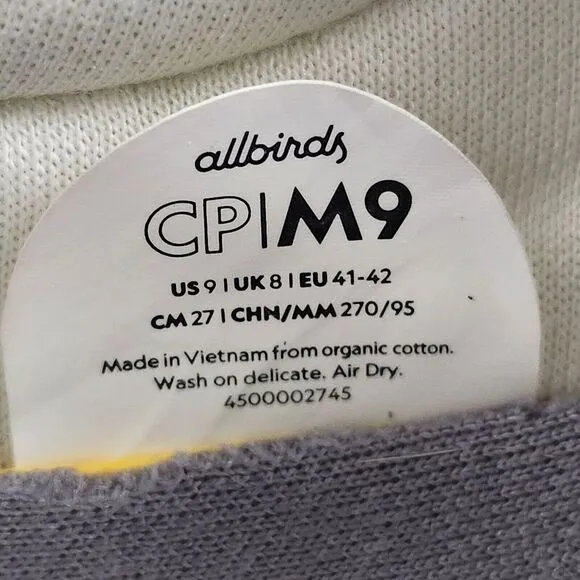 allbirds
CP|M9
US 9 | UK 8 | EU 41-42
CM 27 | CHN/MM 270/95
Made in Vietnam from organic cotton.
Wash on delicate. Air Dry.
4500002745